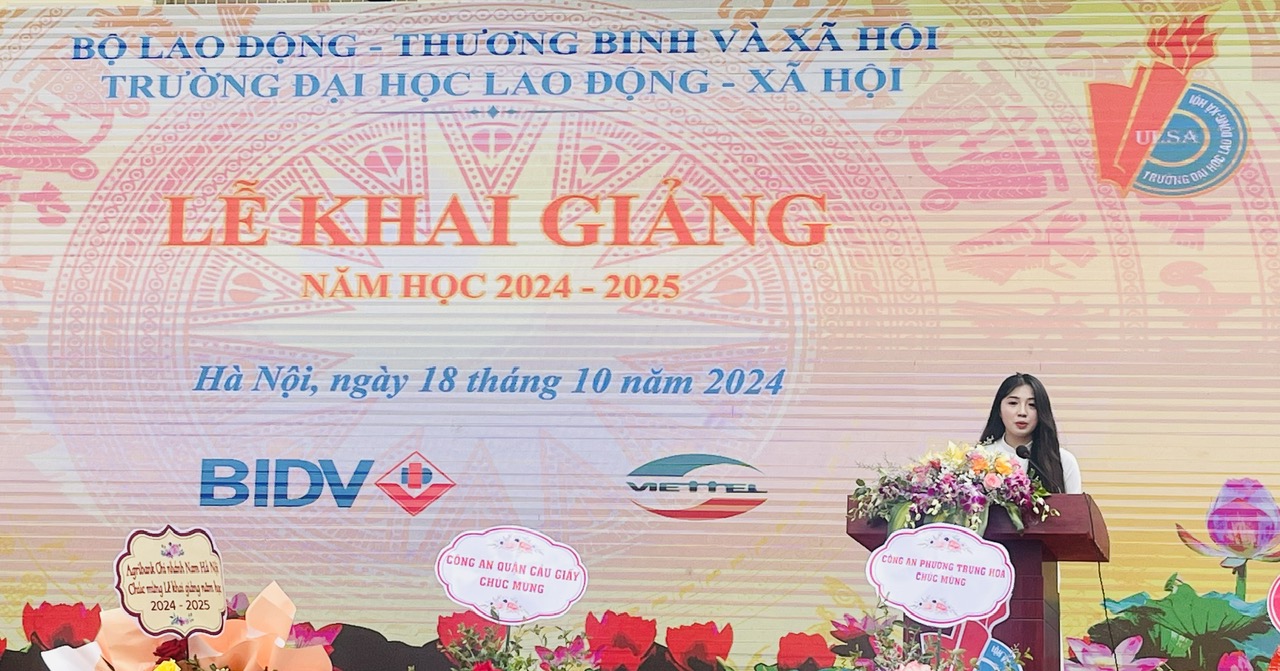 BỘ LAO ĐỘNG - THƯƠNG BINH VÀ XÃ HỘI
TRƯỜNG ĐẠI HỌC LAO ĐỘNG - XÃ HỘI
ULSA
TRƯỜNG ĐẠI HỌC LAO ĐỘNG - XÃ HỘI
LỄ KHAI GIẢNG
NĂM HỌC 2024 - 2025
Hà Nội, ngày 18 tháng 10 năm 2024
BIDV
VIETTEL
Agribank Chi nhánh Nam Hà Nội
Chúc mừng Lễ khai giảng năm học
2024 - 2025
CÔNG AN QUẬN CẦU GIẤY
CHÚC MỪNG
CÔNG AN PHƯỜNG TRUNG HÒA
CHÚC MỪNG